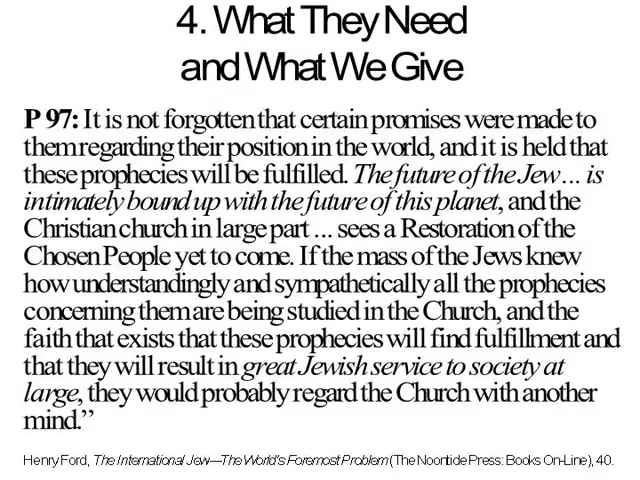 4. What They Need
and What We Give
P 97: It is not forgotten that certain promises were made to
them regarding their position in the world, and it is held that
these prophecies will be fulfilled. The future of the Jew... is
intimately bound up with the future of this planet, and the
Christian church in large part ... sees a Restoration of the
Chosen People yet to come. If the mass of the Jews knew
how understandingly and sympathetically all the prophecies
concerning them are being studied in the Church, and the
faith that exists that these prophecies will find fulfillment and
that they will result in great Jewish service to society at
large, they would probably regard the Church with another
mind.”
Henry Ford, The International Jew—The World's Foremost Problem (The Noontide Press: Books On-Line), 40.